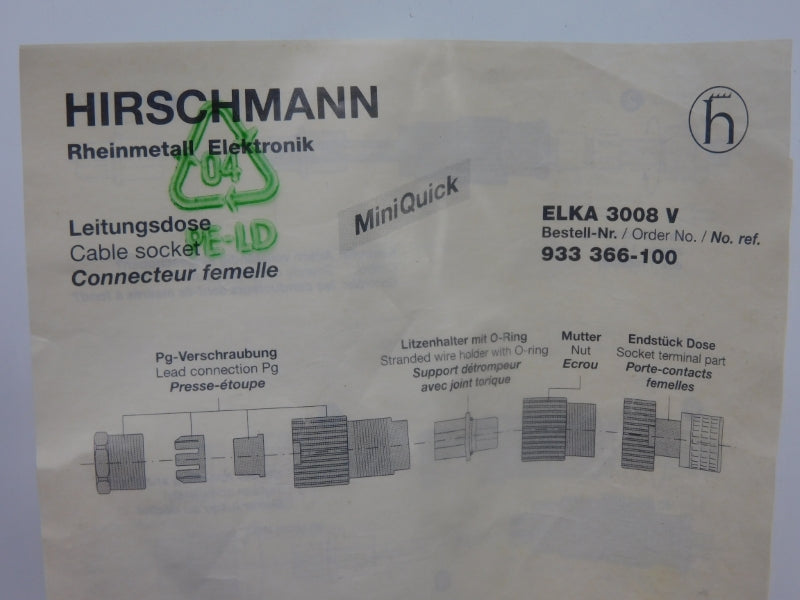 HIRSCHMANN
Rheinmetall Elektronik
04
PE-LD
h
MiniQuick
Leitungsdose
Cable socket
Connecteur femelle
ELKA 3008 V
Bestell-Nr. / Order No. / No. ref.
933 366-100
Pg-Verschraubung
Lead connection Pg
Presse-étoupe
Litzenhalter mit O-Ring
Stranded wire holder with O-ring
Support détrompeur
avec joint torique
Mutter
Nut
Ecrou
Endstück Dose
Socket terminal part
Porte-contacts
femelles